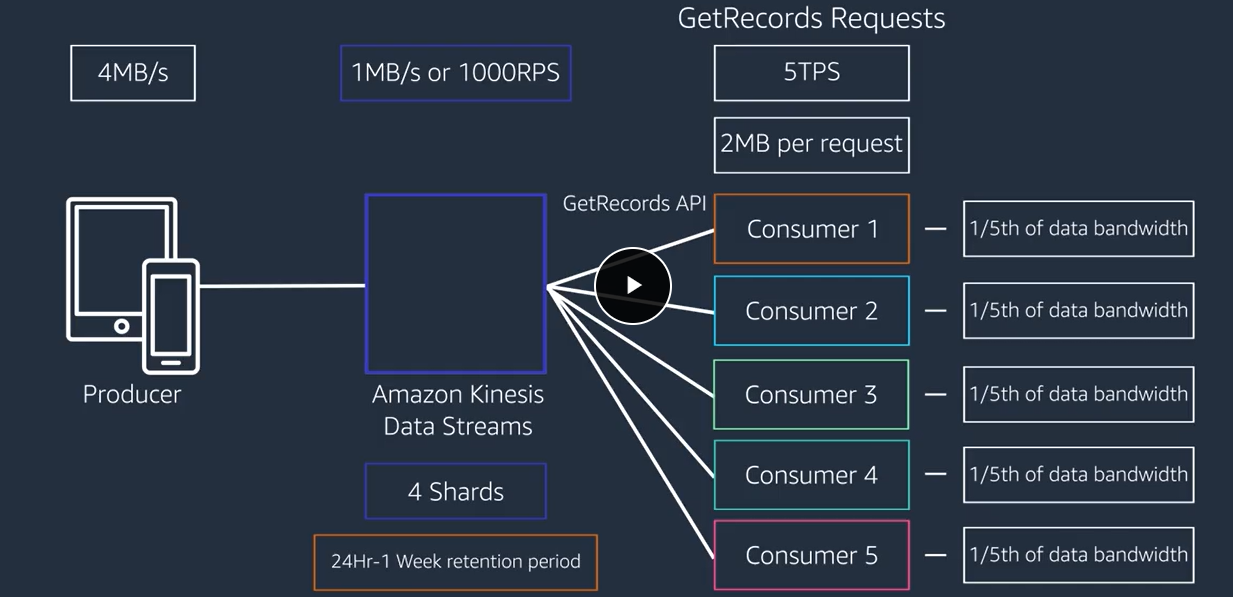 GetRecords Requests
4MB/s
1MB/s or 1000RPS
5TPS
2MB per request
GetRecords API
Consumer 1
1/5th of data bandwidth
Consumer 2
1/5th of data bandwidth
Producer
Amazon Kinesis
Data Streams
Consumer 3
1/5th of data bandwidth
4 Shards
Consumer 4
1/5th of data bandwidth
24Hr-1 Week retention period
Consumer 5
1/5th of data bandwidth